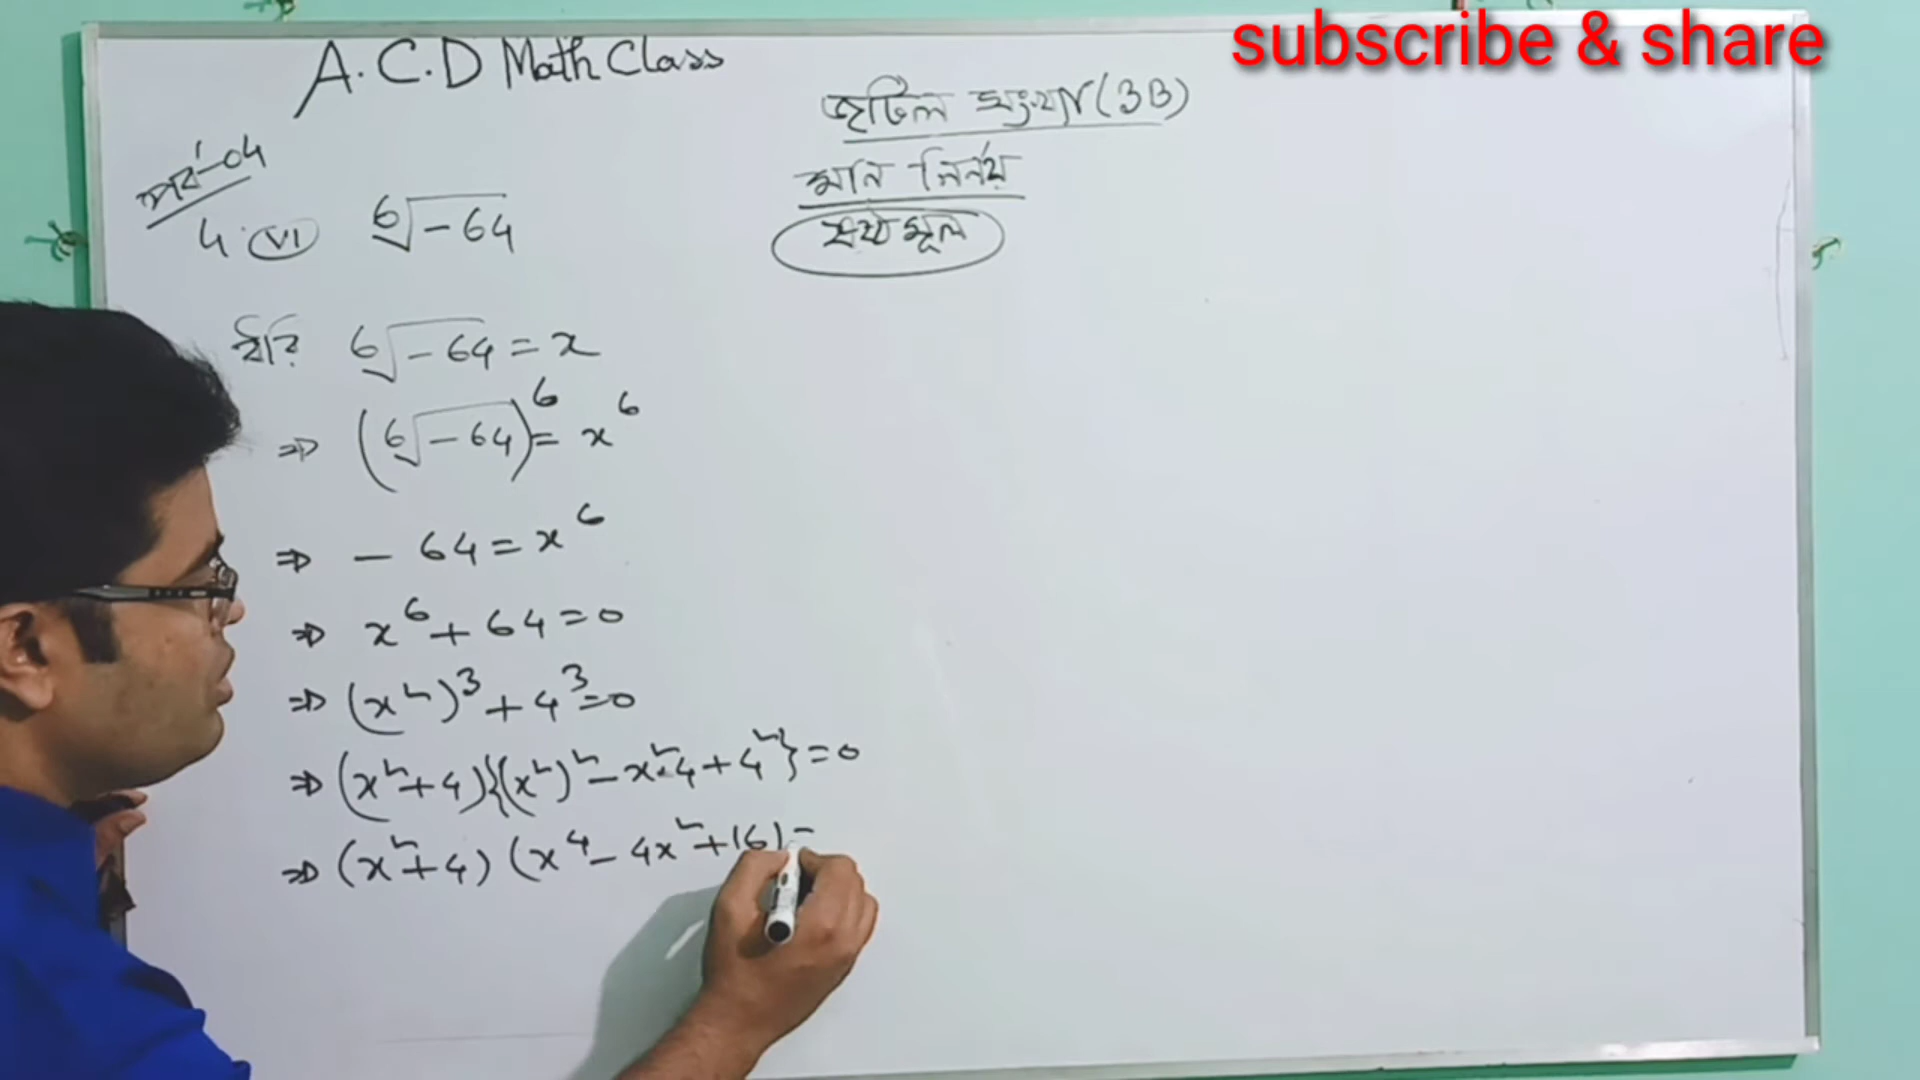 subscribe & share
A.C.D Math Class
জটিল সংখ্যা (3B)
পর্ব-04
মান নির্ণয়
4. (VI) ⁶√-64
ষষ্ঠ মূল
ধরি ⁶√-64 = x
⇒ (⁶√-64)⁶ = x⁶
⇒ - 64 = x⁶
⇒ x⁶ + 64 = 0
⇒ (x²)³ + 4³ = 0
⇒ (x² + 4){(x²)² - x².4 + 4²} = 0
⇒ (x² + 4) (x⁴ - 4x² + 16) =